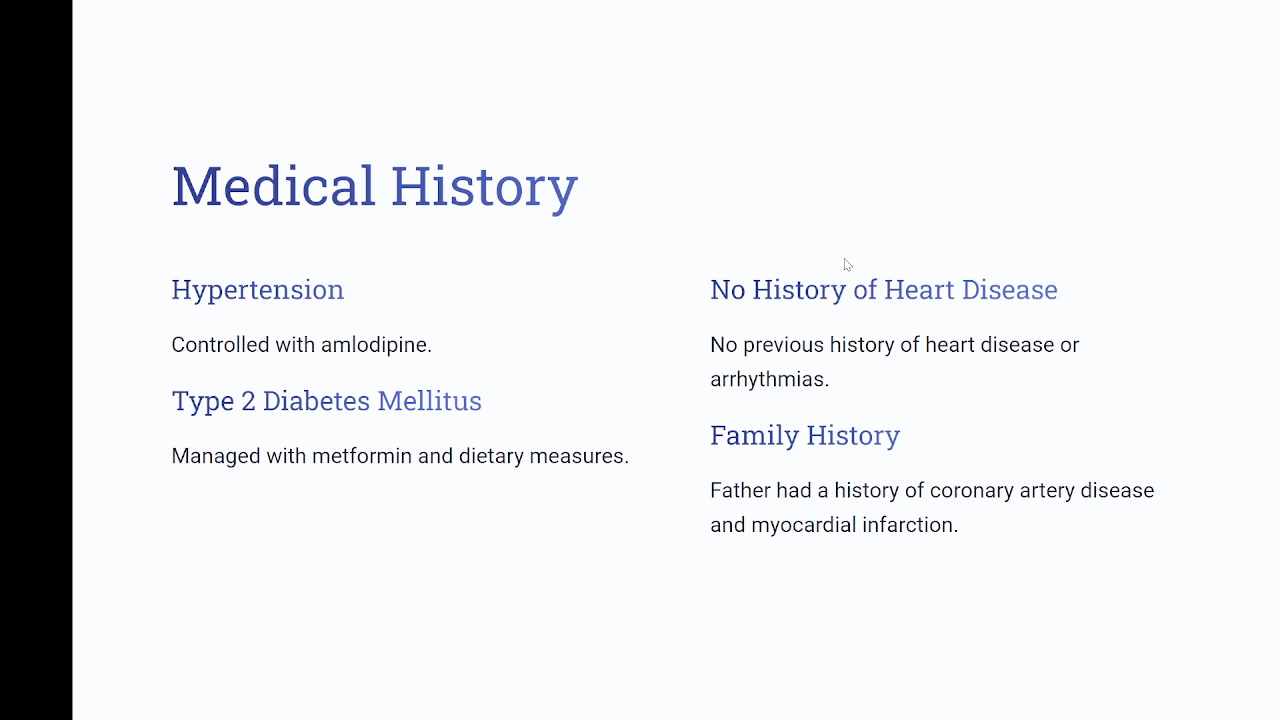 Medical History
Hypertension
Controlled with amlodipine.
Type 2 Diabetes Mellitus
Managed with metformin and dietary measures.
No History of Heart Disease
No previous history of heart disease or
arrhythmias.
Family History
Father had a history of coronary artery disease
and myocardial infarction.